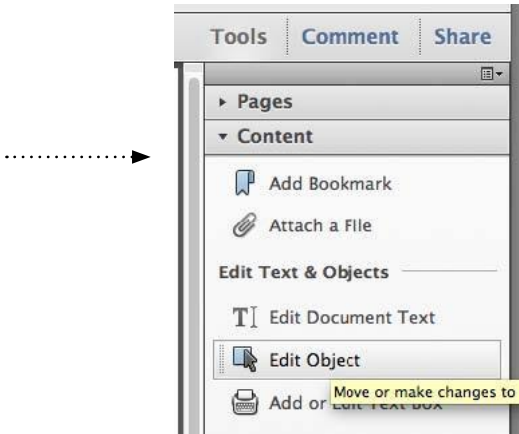 Tools Comment Share
Pages
Content
Add Bookmark
Attach a File
Edit Text & Objects
Edit Document Text
Edit Object
Move or make changes to
Add or Edit Text Box